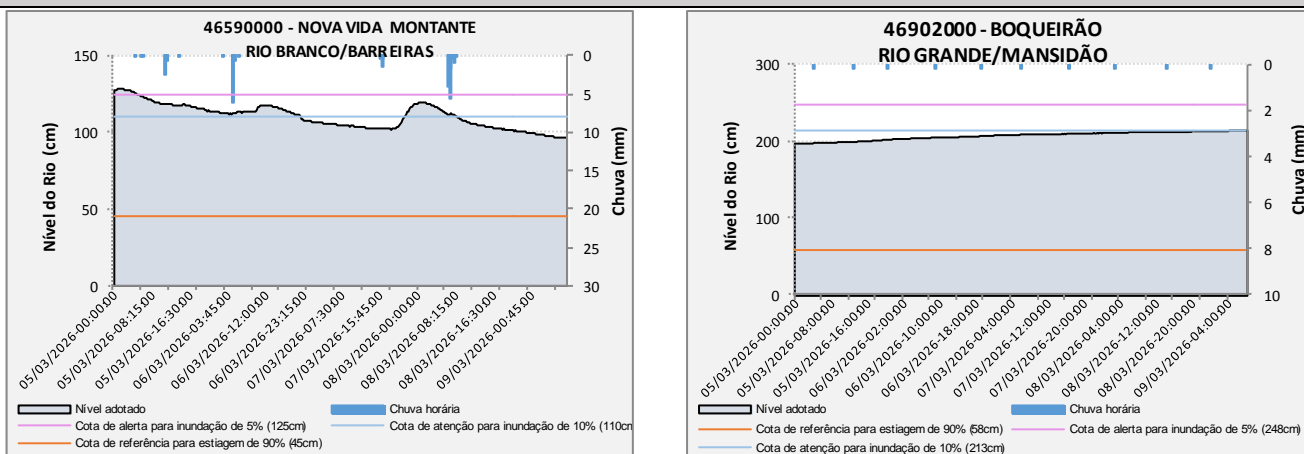 46590000 - NOVA VIDA MONTANTE
RIO BRANCO/BARREIRAS
Nível do Rio (cm)
150
100
50
0
Chuva (mm)
0
5
10
15
20
25
30
05/03/2026-00:00:00
05/03/2026-08:15:00
05/03/2026-16:30:00
06/03/2026-03:45:00
06/03/2026-12:00:00
06/03/2026-23:15:00
07/03/2026-07:30:00
07/03/2026-15:45:00
08/03/2026-00:00:00
08/03/2026-08:15:00
08/03/2026-16:30:00
09/03/2026-00:45:00
Nível adotado
Chuva horária
Cota de alerta para inundação de 5% (125cm)
Cota de atenção para inundação de 10% (110cm
Cota de referência para estiagem de 90% (45cm)
46902000 - BOQUEIRÃO
RIO GRANDE/MANSIDÃO
Nível do Rio (cm)
300
200
100
0
Chuva (mm)
0
2
4
6
8
10
05/03/2026-00:00:00
05/03/2026-08:00:00
05/03/2026-16:00:00
06/03/2026-02:00:00
06/03/2026-10:00:00
06/03/2026-18:00:00
07/03/2026-04:00:00
07/03/2026-12:00:00
07/03/2026-20:00:00
08/03/2026-04:00:00
08/03/2026-12:00:00
08/03/2026-20:00:00
09/03/2026-04:00:00
Nível adotado
Chuva horária
Cota de referência para estiagem de 90% (58cm)
Cota de alerta para inundação de 5% (248cm)
Cota de atenção para inundação de 10% (213cm)